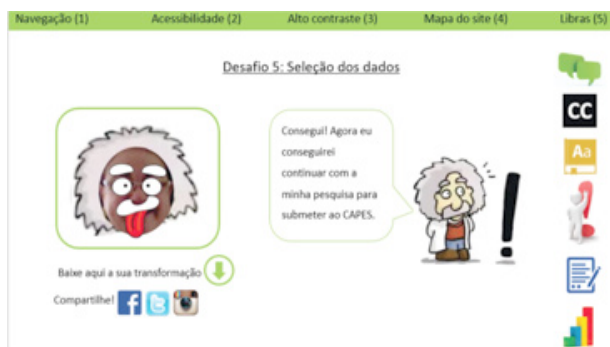 Navegação (1) Acessibilidade (2) Alto contraste (3) Mapa do site (4) Libras (5)
Desafio 5: Seleção dos dados
Consegui! Agora eu
conseguirei
continuar com a
minha pesquisa para
submeter ao CAPES.
CC
Aa
Baixe aqui a sua transformação
Compartilhe!